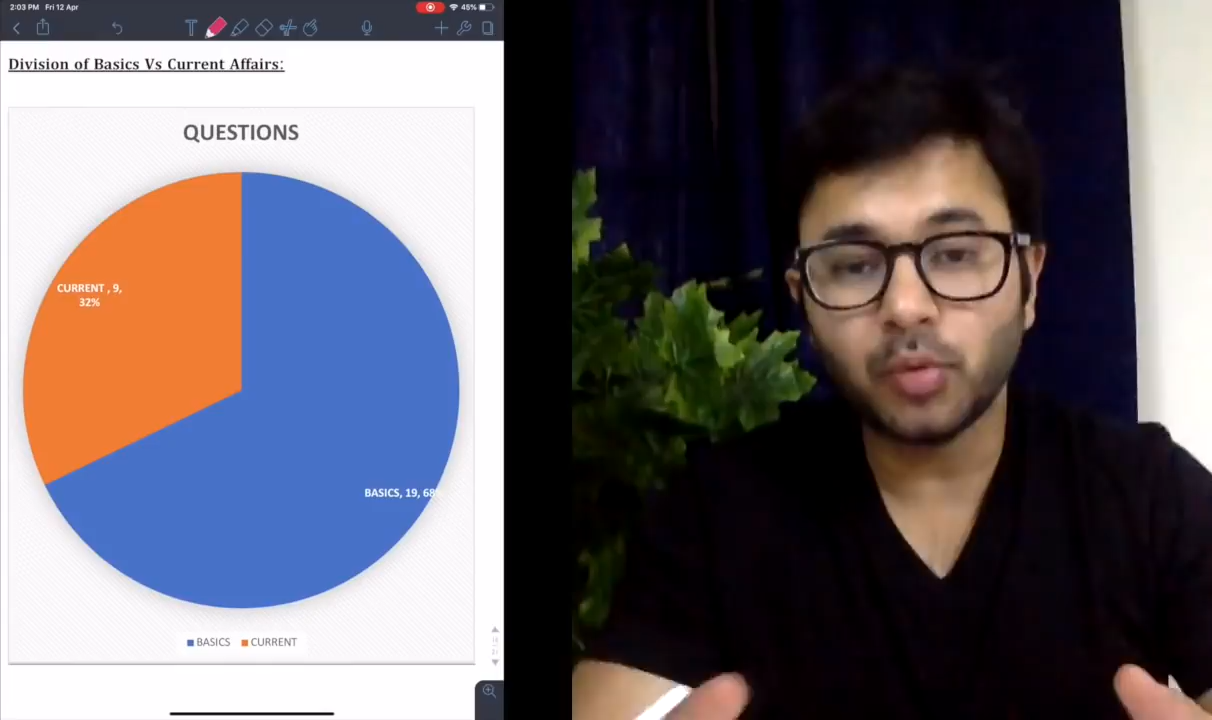 2:03 PM Fri 12 Apr
45%
T
Division of Basics Vs Current Affairs:
QUESTIONS
CURRENT , 9,
32%
BASICS, 19, 68%
BASICS
CURRENT